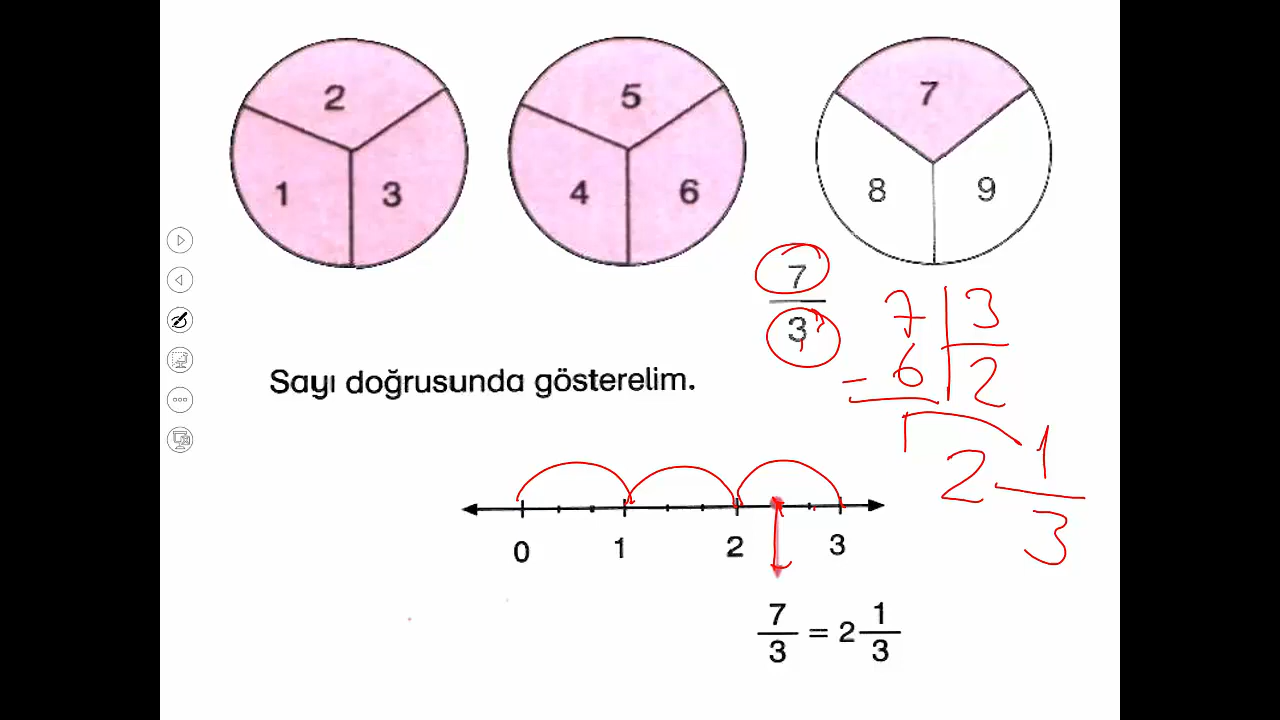 2 5 7
1 3 4 6 8 9
7/3
7 | 3
- 6 | 2
2 1/3
Sayı doğrusunda gösterelim.
0 1 2 3
7/3 = 2 1/3